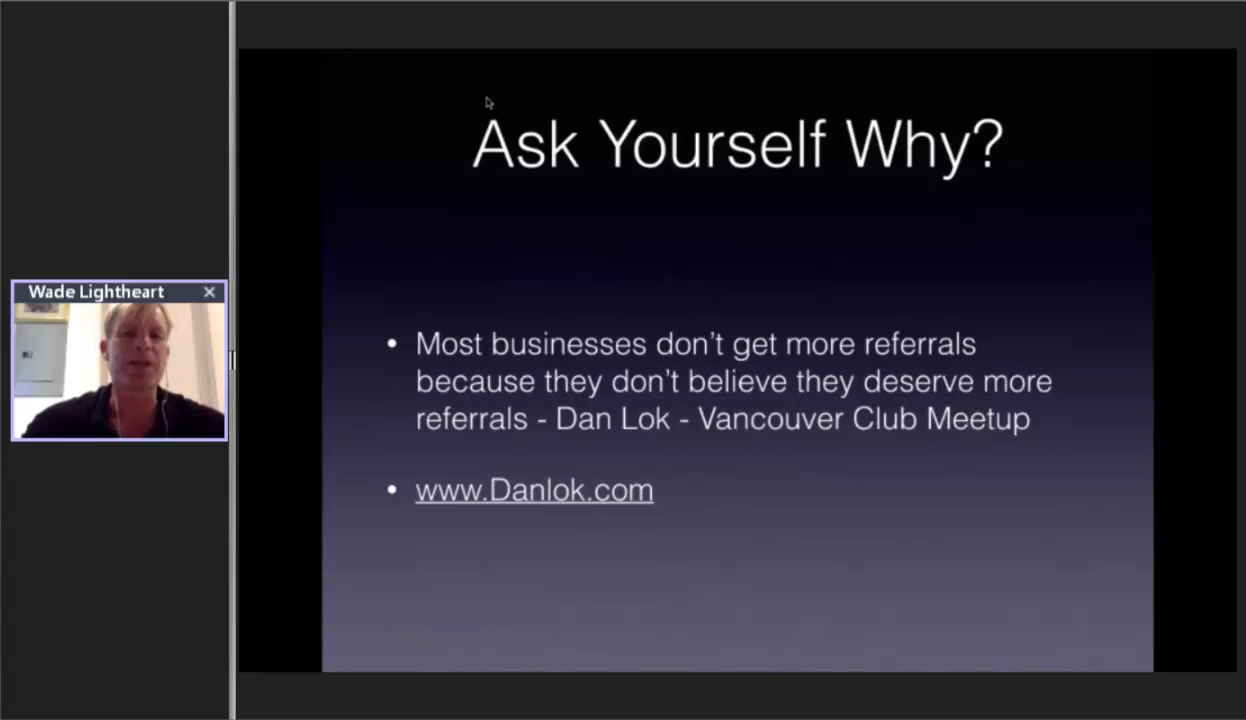 Wade Lightheart
Ask Yourself Why?
• Most businesses don't get more referrals
because they don't believe they deserve more
referrals - Dan Lok - Vancouver Club Meetup
• www.Danlok.com